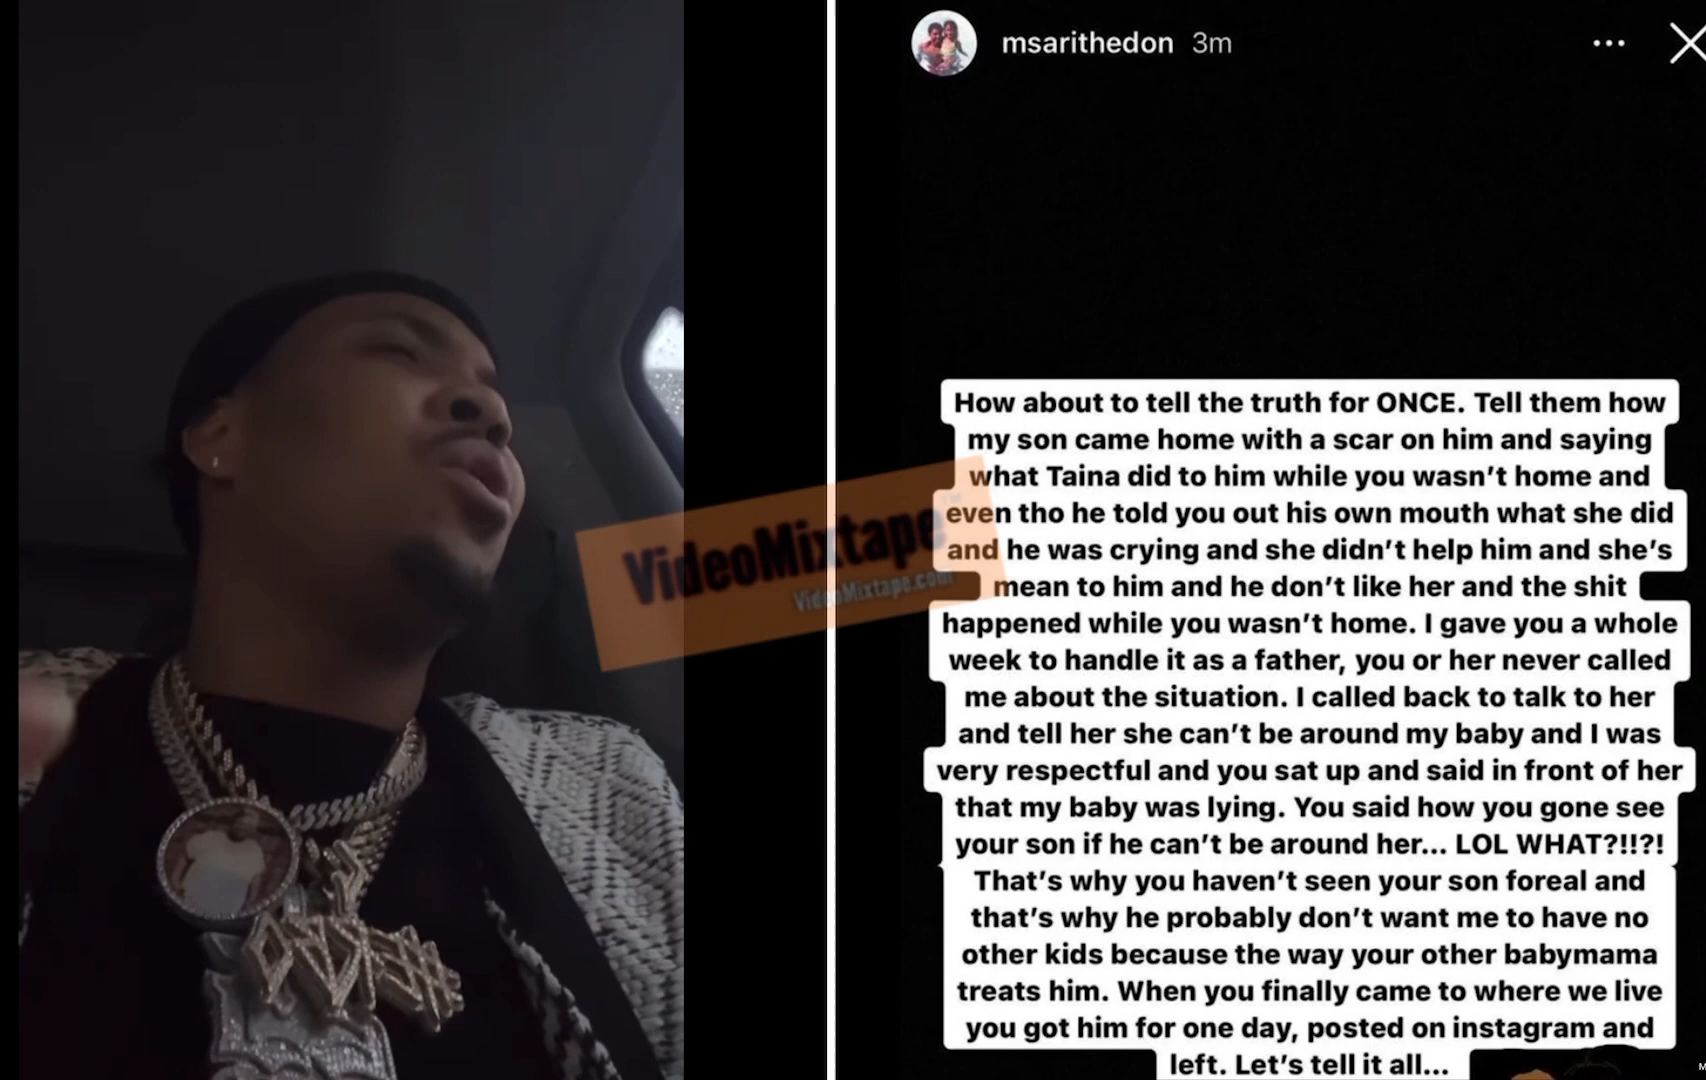 msarithedon 3m
How about to tell the truth for ONCE. Tell them how
my son came home with a scar on him and saying
what Taina did to him while you wasn't home and
even tho he told you out his own mouth what she did
and he was crying and she didn't help him and she's
mean to him and he don't like her and the shit
happened while you wasn't home. I gave you a whole
week to handle it as a father, you or her never called
me about the situation. I called back to talk to her
and tell her she can't be around my baby and I was
very respectful and you sat up and said in front of her
that my baby was lying. You said how you gone see
your son if he can't be around her... LOL WHAT?!!?!
That's why you haven't seen your son foreal and
that's why he probably don't want me to have no
other kids because the way your other babymama
treats him. When you finally came to where we live
you got him for one day, posted on instagram and
left. Let's tell it all...
VideoMixtape™
VideoMixtape.com